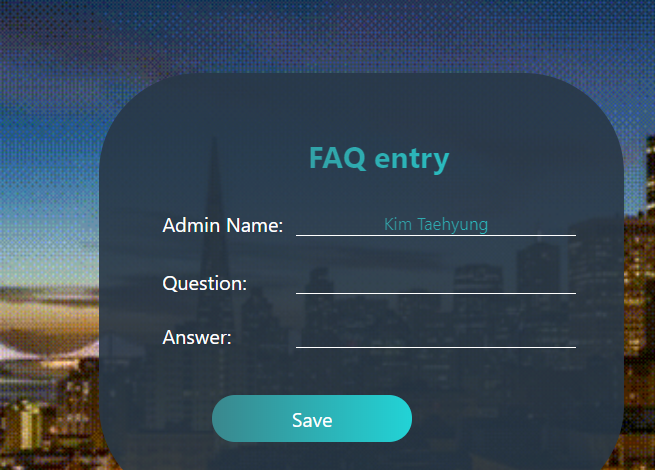 FAQ entry
Admin Name: Kim Taehyung
Question:
Answer:
Save